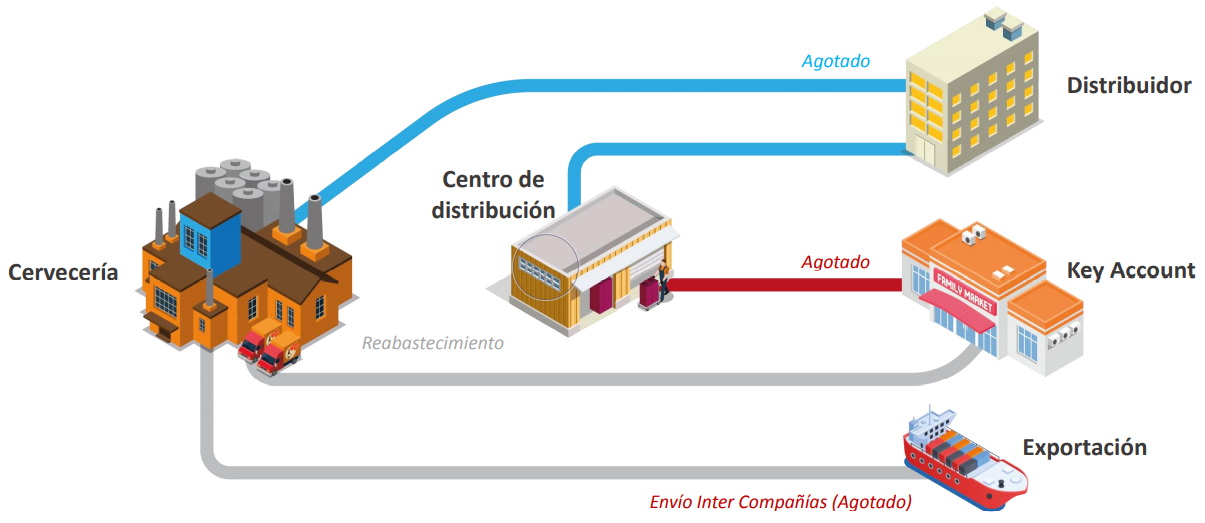 Agotado
Distribuidor
Centro de
distribución
Cervecería
Agotado
Key Account
FAMILY MARKET
Reabastecimiento
Exportación
Envío Inter Compañías (Agotado)